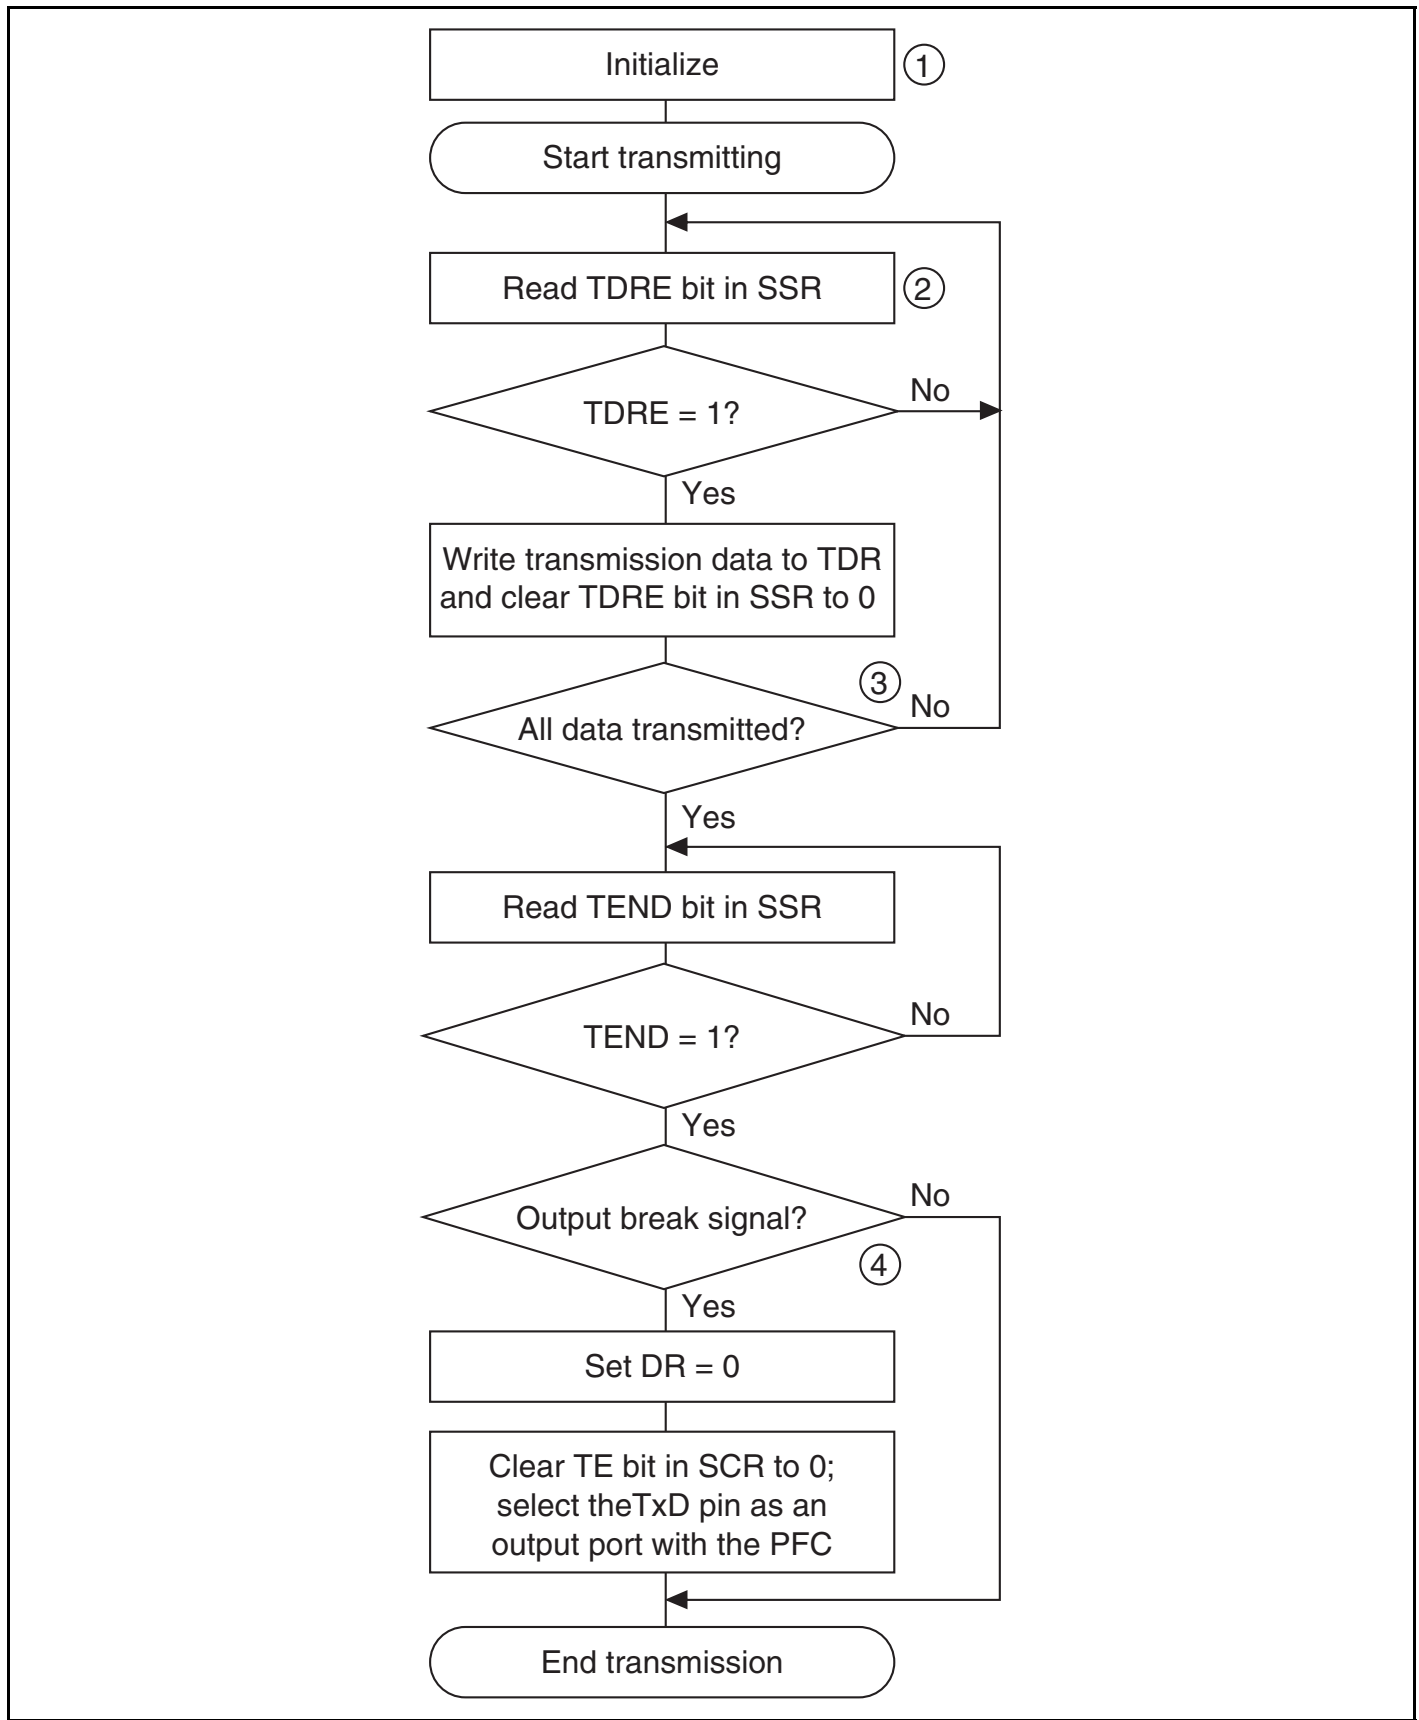 Initialize
①
Start transmitting
Read TDRE bit in SSR
②
TDRE = 1?
No
Yes
Write transmission data to TDR
and clear TDRE bit in SSR to 0
③
All data transmitted?
No
Yes
Read TEND bit in SSR
TEND = 1?
No
Yes
Output break signal?
No
④
Yes
Set DR = 0
Clear TE bit in SCR to 0;
select theTxD pin as an
output port with the PFC
End transmission